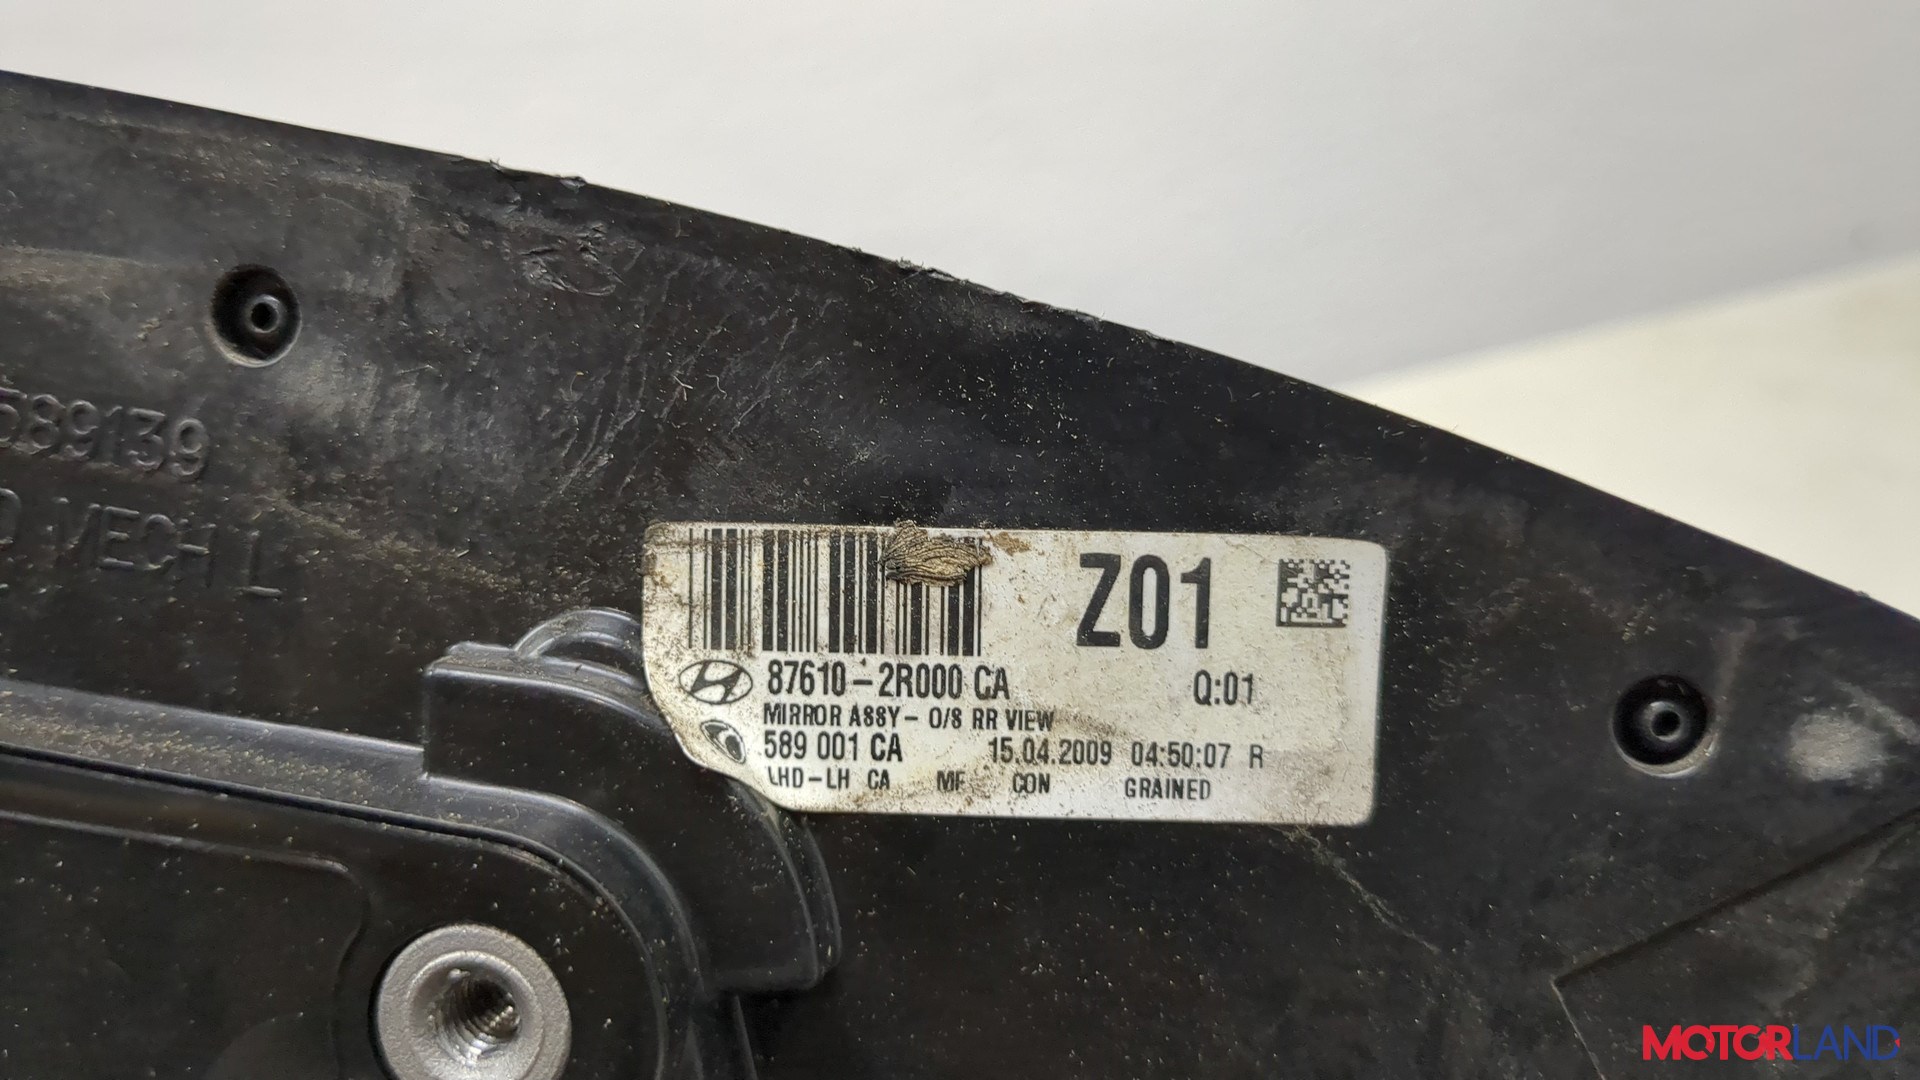 589139
MECH L
Z01
87610-2R000 CA
Q:01
MIRROR ASSY- O/S RR VIEW
589 001 CA 15.04.2009 04:50:07 R
LHD-LH CA MF CON GRAINED
MOTORLAND